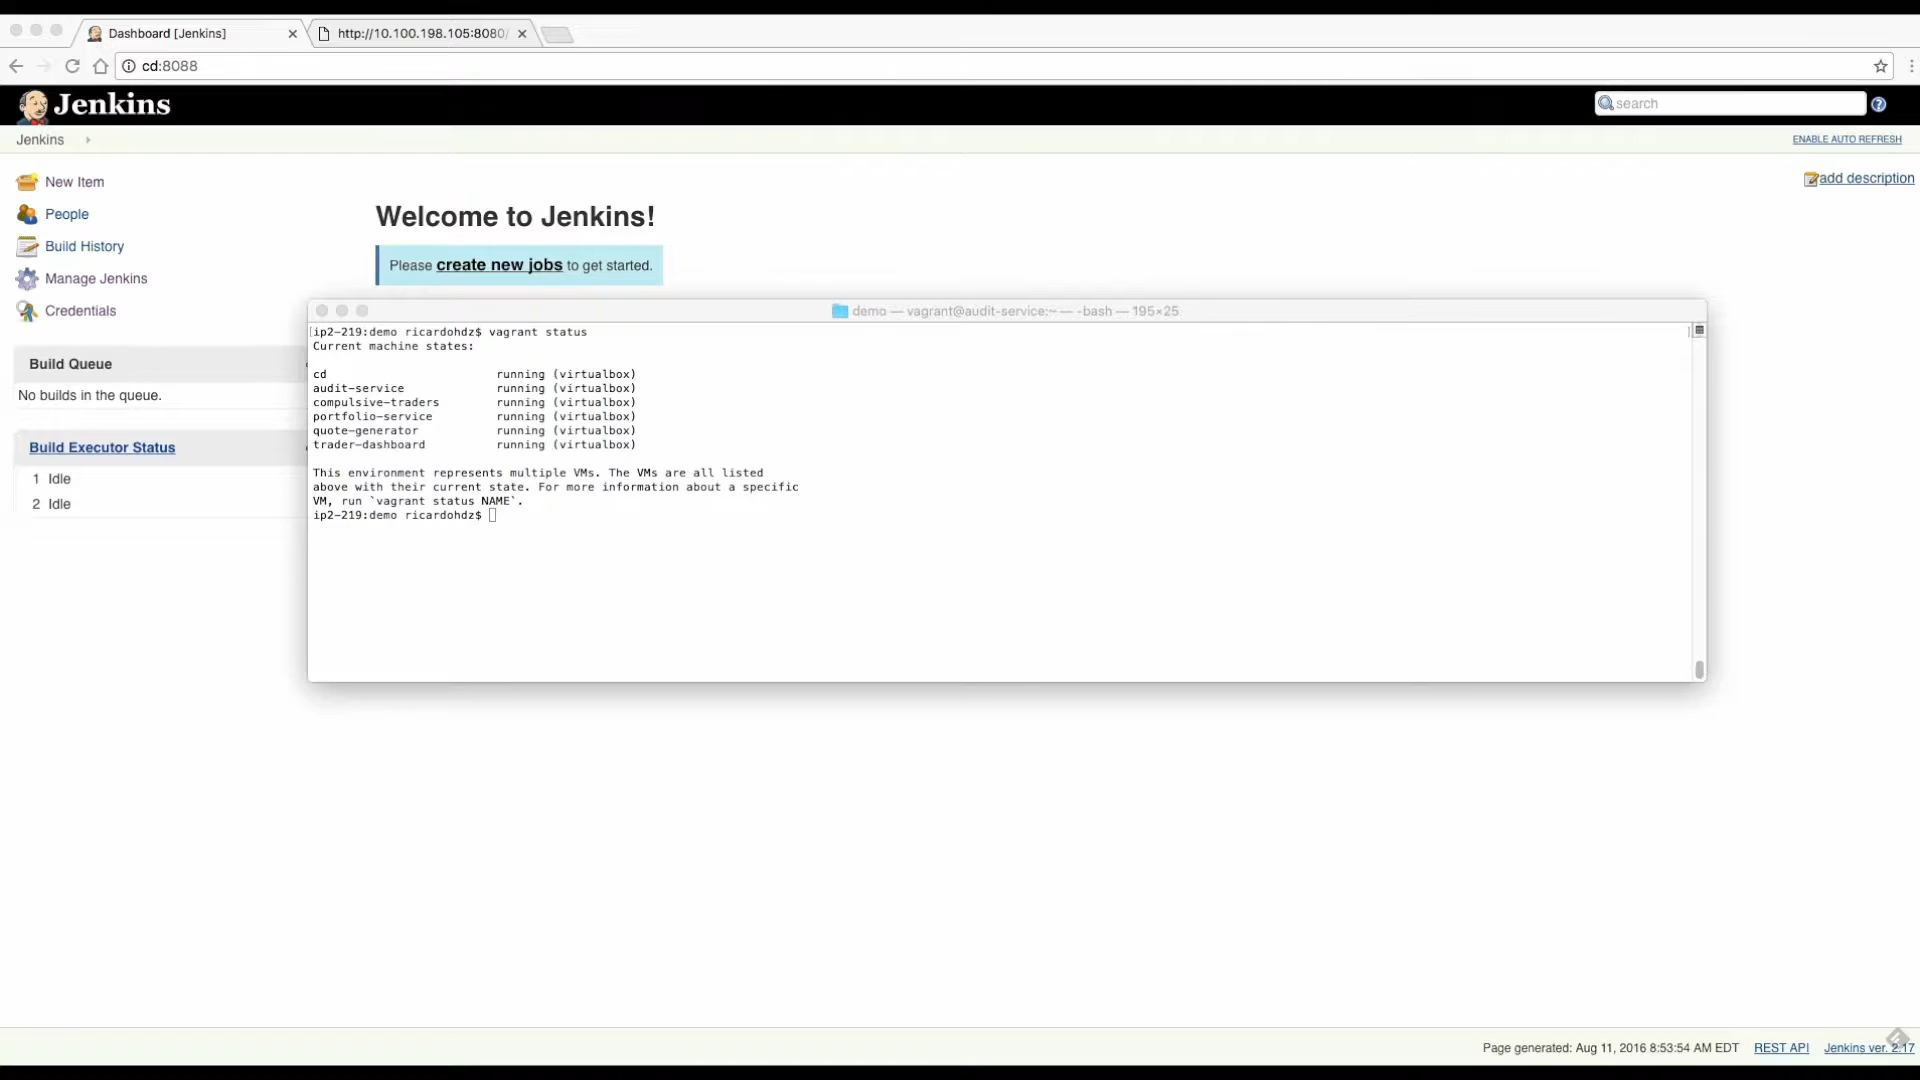 Dashboard [Jenkins]
http://10.100.198.105:8080/
cd:8088
Jenkins
search
Jenkins
ENABLE AUTO REFRESH
New Item
People
Build History
Manage Jenkins
Credentials
add description
Welcome to Jenkins!
Please create new jobs to get started.
Build Queue
No builds in the queue.
Build Executor Status
1 Idle
2 Idle
demo — vagrant@audit-service:~ — -bash — 195×25
ip2-219:demo ricardohdz$ vagrant status
Current machine states:
cd running (virtualbox)
audit-service running (virtualbox)
compulsive-traders running (virtualbox)
portfolio-service running (virtualbox)
quote-generator running (virtualbox)
trader-dashboard running (virtualbox)
This environment represents multiple VMs. The VMs are all listed
above with their current state. For more information about a specific
VM, run `vagrant status NAME`.
ip2-219:demo ricardohdz$
Page generated: Aug 11, 2016 8:53:54 AM EDT REST API Jenkins ver. 2.17